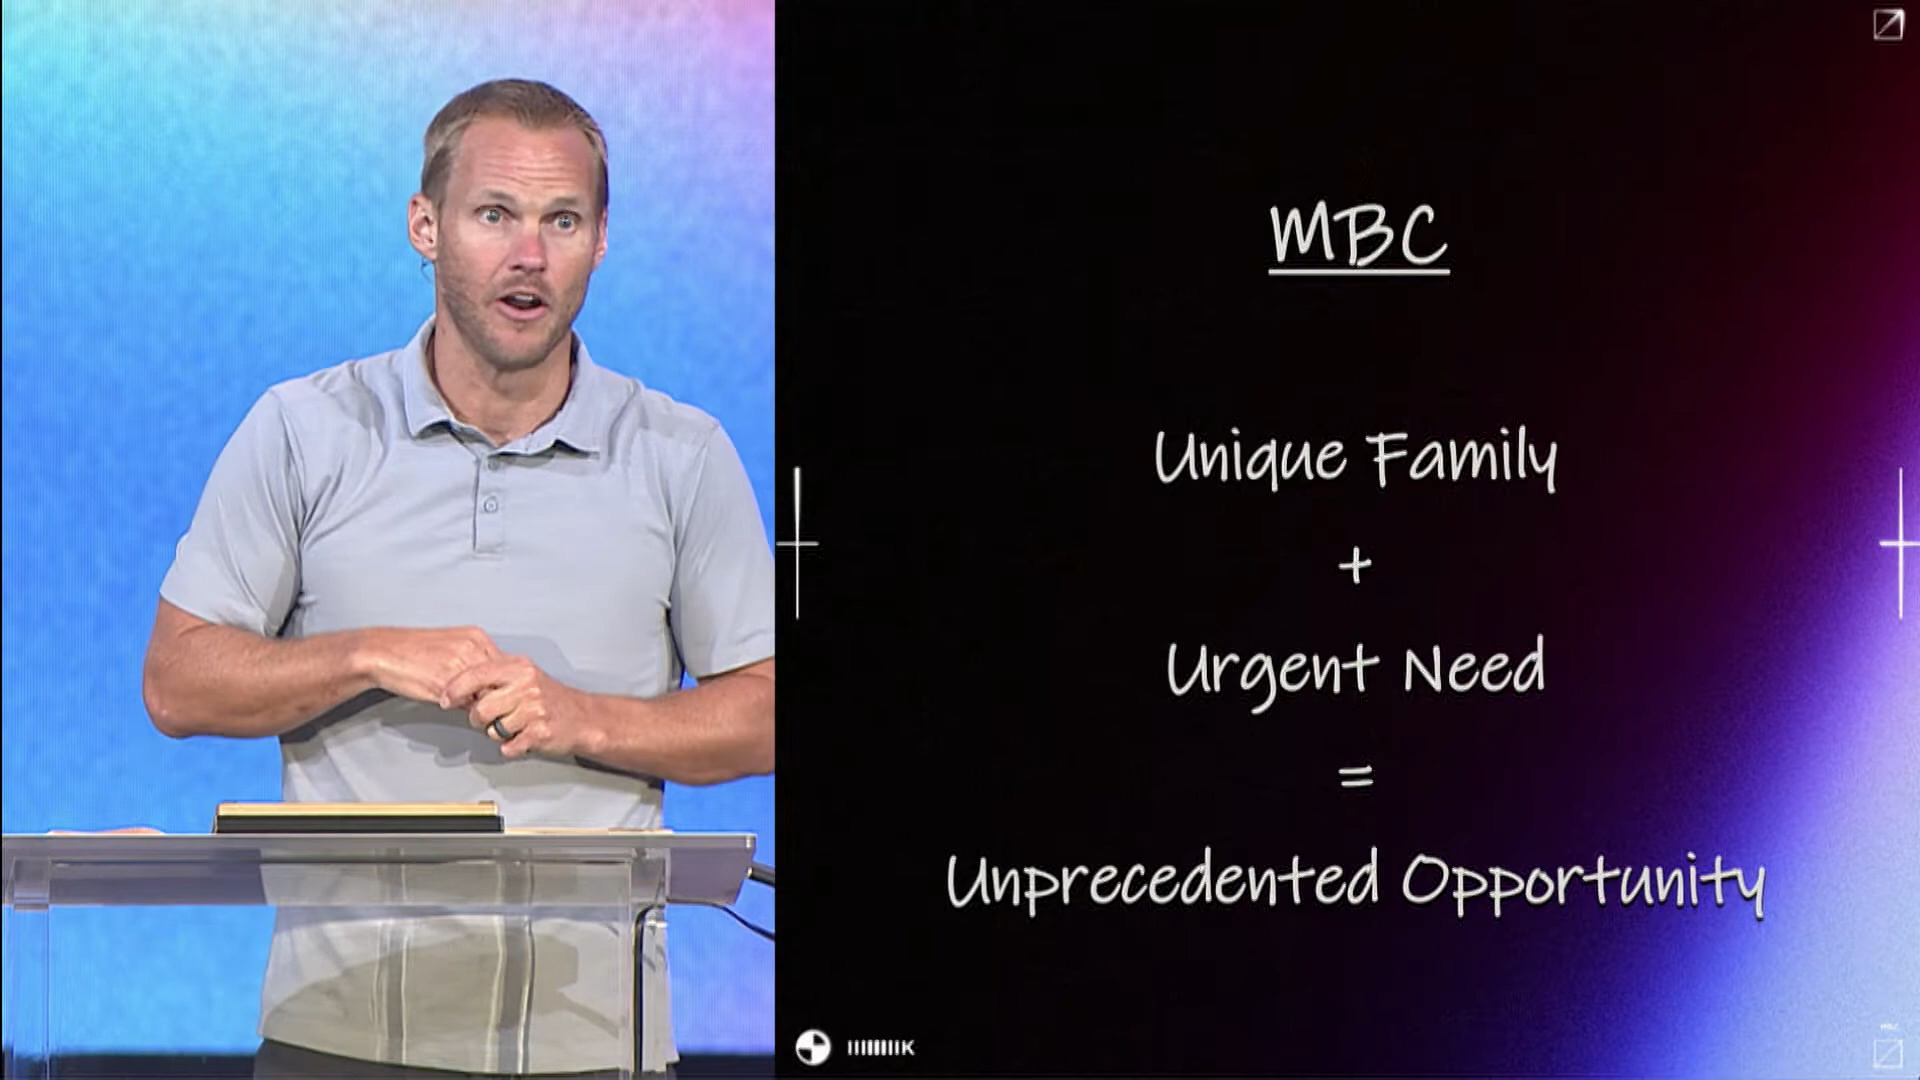 MBC
Unique Family
+
Urgent Need
=
Unprecedented Opportunity